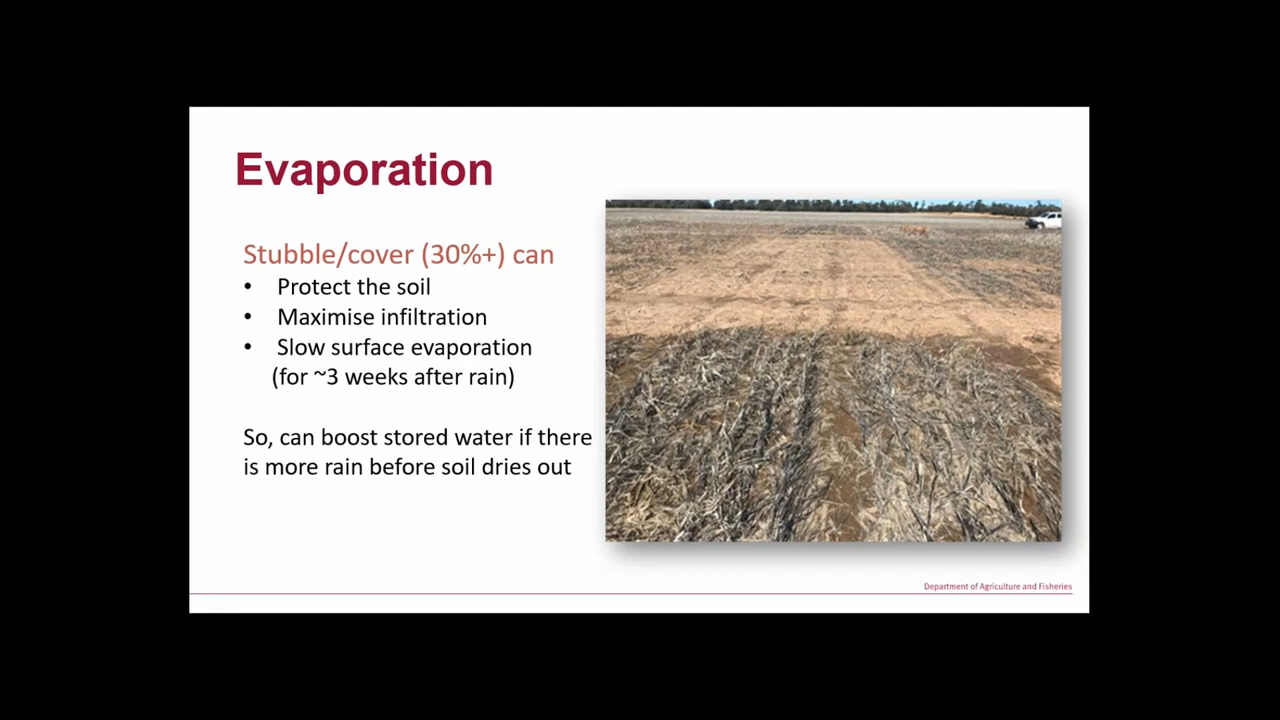 Evaporation
Stubble/cover (30%+) can
• Protect the soil
• Maximise infiltration
• Slow surface evaporation
(for ~3 weeks after rain)
So, can boost stored water if there
is more rain before soil dries out
Department of Agriculture and Fisheries